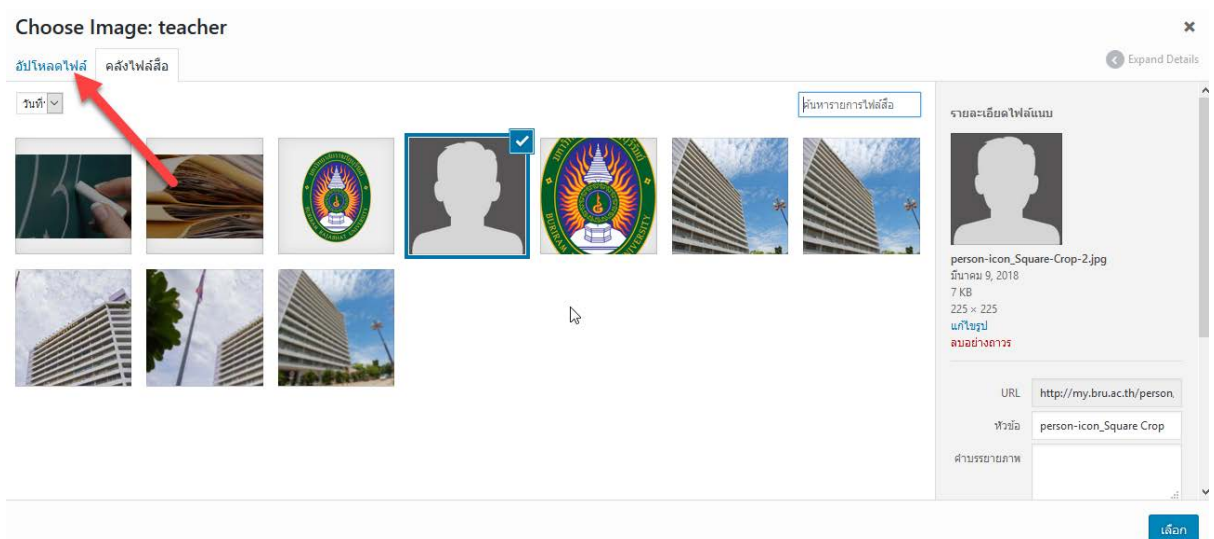 Choose Image: teacher
อัปโหลดไฟล์
คลังไฟล์สื่อ
Expand Details
วันที่
ค้นหารายการไฟล์สื่อ
รายละเอียดไฟล์แนบ
BURIRAM RAJABHAT UNIVERSITY
BURIRAM
UNIVERSITY
person-icon_Square-Crop-2.jpg
มีนาคม 9, 2018
7 KB
225 × 225
แก้ไขรูป
ลบอย่างถาวร
URL
http://my.bru.ac.th/person,
หัวข้อ
person-icon_Square Crop
คำบรรยายภาพ
เลือก